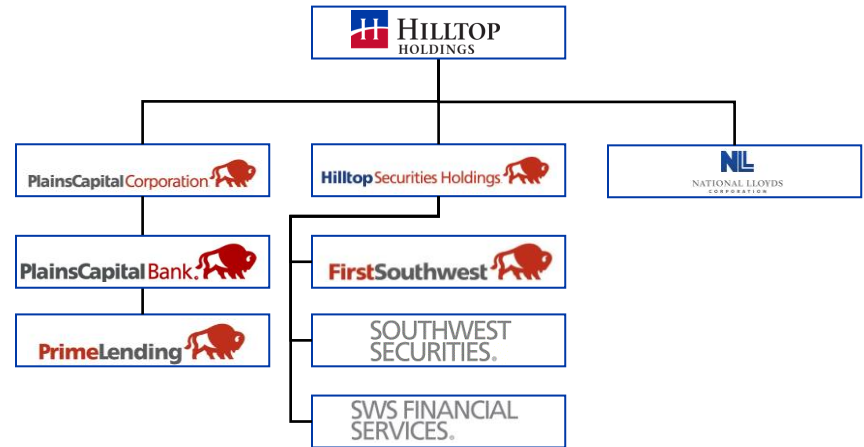 H HILLTOP
HOLDINGS
PlainsCapital Corporation
Hilltop Securities Holdings
NLL
NATIONAL LLOYDS
CORPORATION
PlainsCapital Bank®
FirstSouthwest
PrimeLending
SOUTHWEST
SECURITIES®
SWS FINANCIAL
SERVICES®